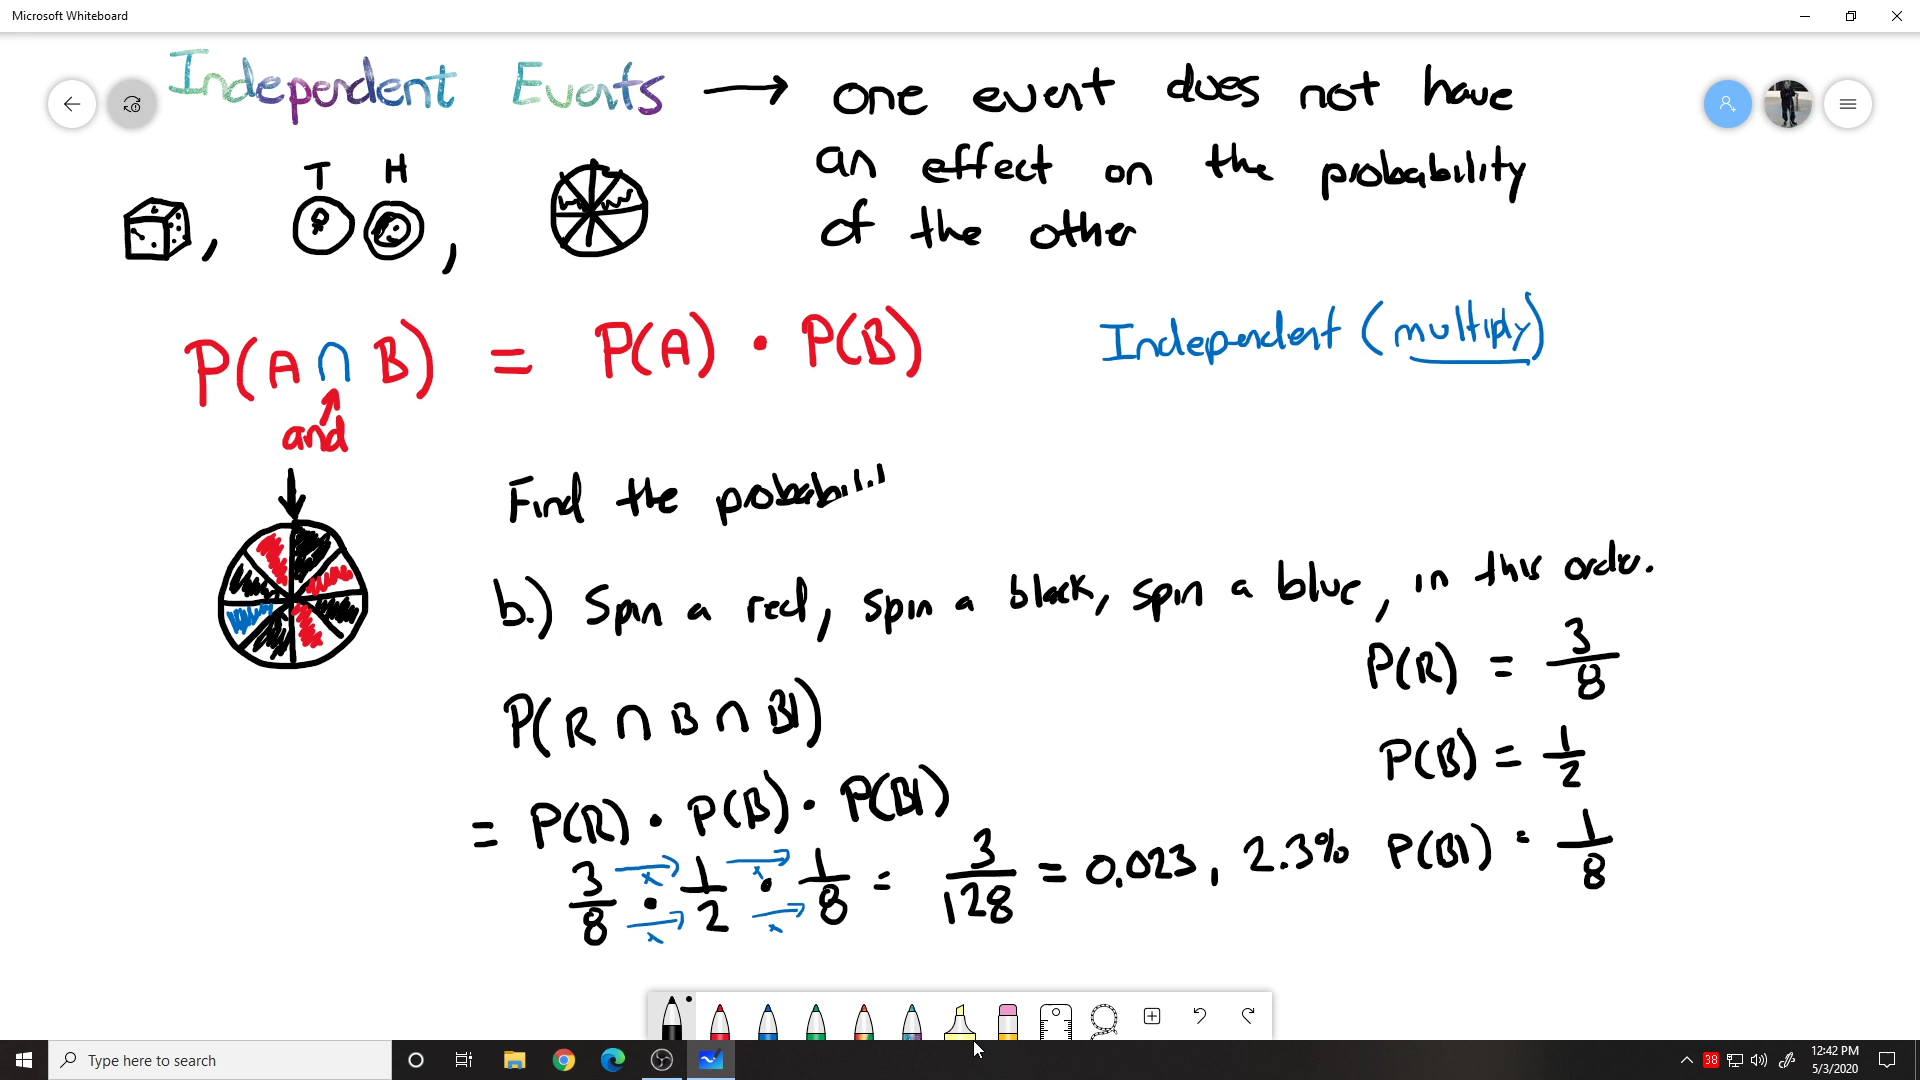 Microsoft Whiteboard
Independent Events → one event does not have
an effect on the probability
of the other
T H
, ,
P(A ∩ B) = P(A) · P(B)
and
Independent (multiply)
Find the probabili
b.) Spin a red, spin a black, spin a blue, in this order.
P(R ∩ B ∩ Bl)
= P(R) · P(B) · P(Bl)
3/8 · 1/2 · 1/8 = 3/128 = 0.023, 2.3%
x x
x x
P(R) = 3/8
P(B) = 1/2
P(Bl) = 1/8
Type here to search
38
12:42 PM
5/3/2020